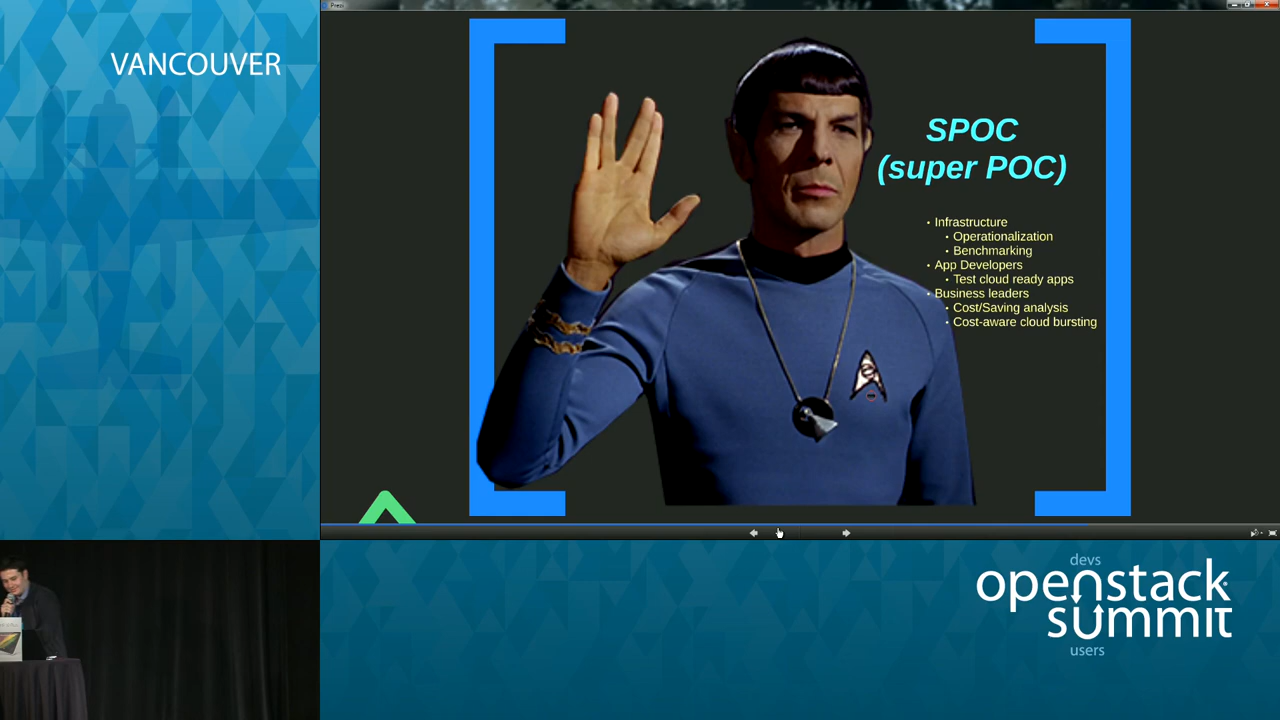 VANCOUVER
Prezi
SPOC
(super POC)
• Infrastructure
• Operationalization
• Benchmarking
• App Developers
• Test cloud ready apps
• Business leaders
• Cost/Saving analysis
• Cost-aware cloud bursting
devs
openstack
summit
users